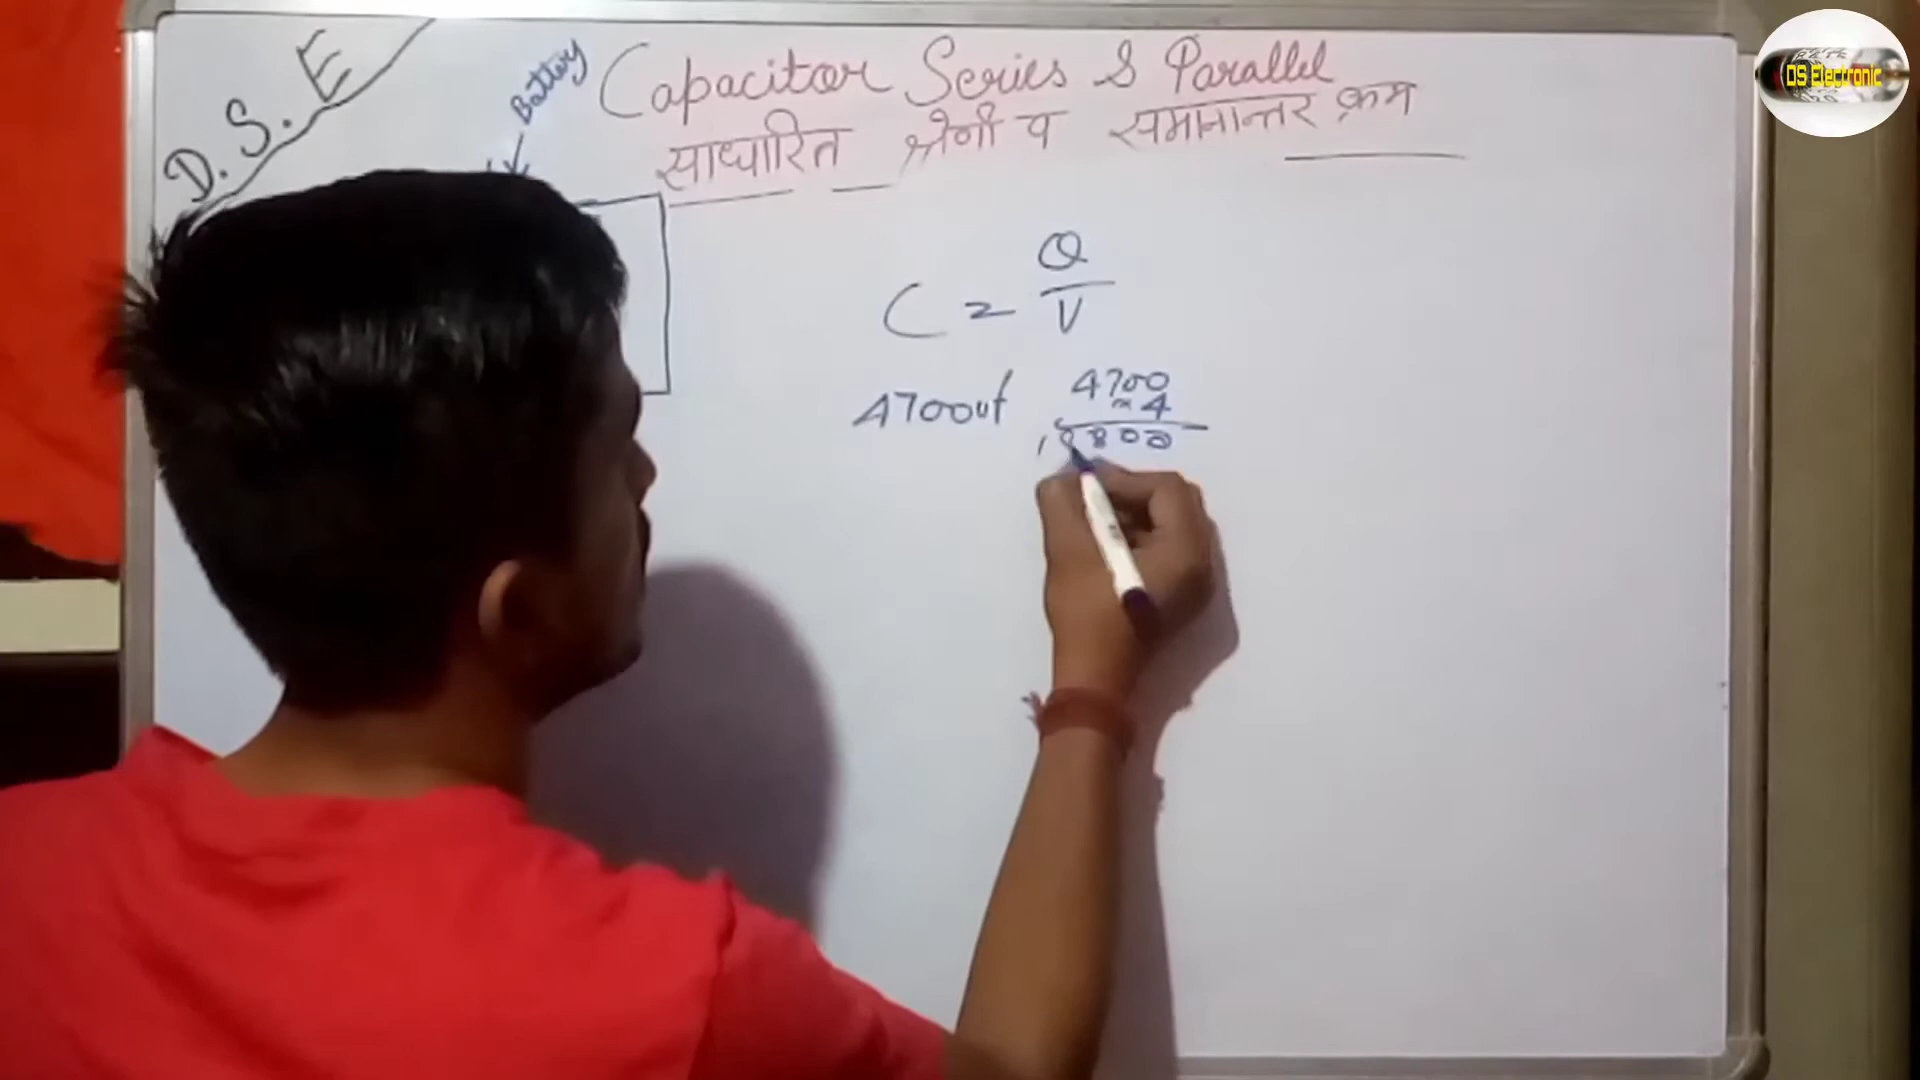 D. S. E
Battery
Capacitor Series & Parallel
साधारित श्रेणी व समानान्तर क्रम
C = Q
V
4700uf
4700
× 4
18800
DS Electronic